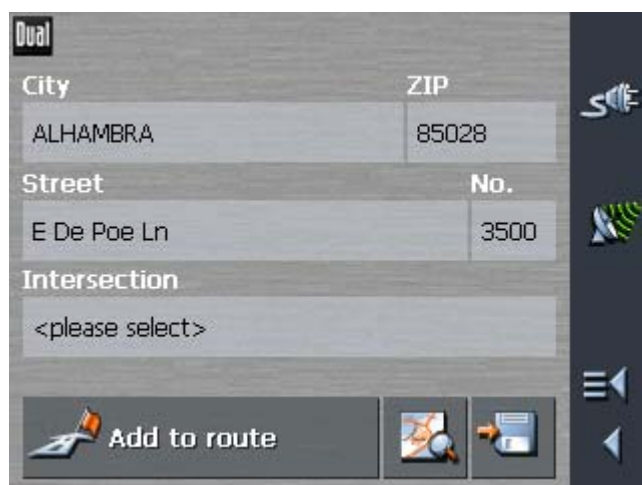 Dual
City ZIP
ALHAMBRA 85028
Street No.
E De Poe Ln 3500
Intersection
<please select>
Add to route